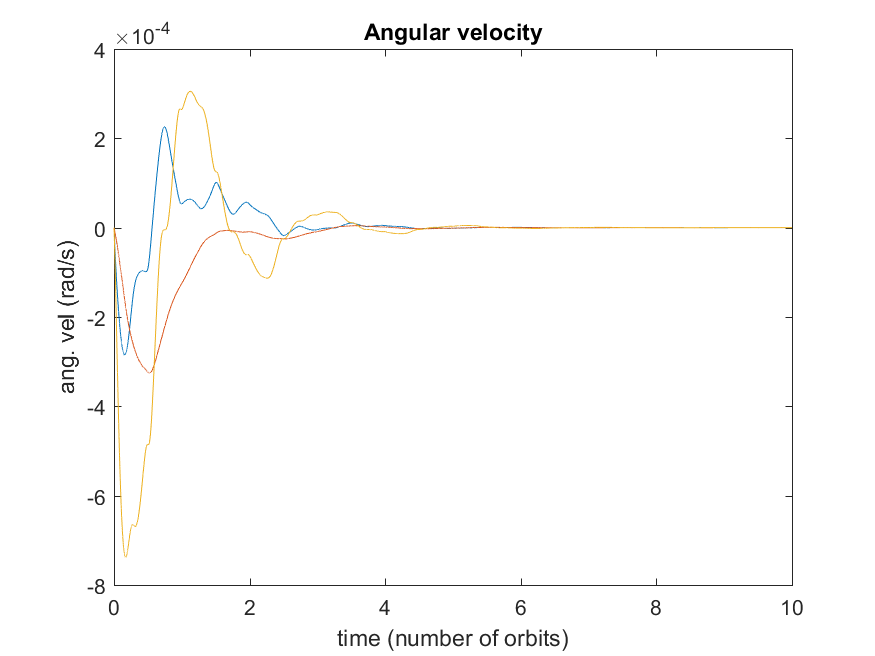 Angular velocity
×10⁻⁴
4
2
0
-2
-4
-6
-8
ang. vel (rad/s)
0 2 4 6 8 10
time (number of orbits)